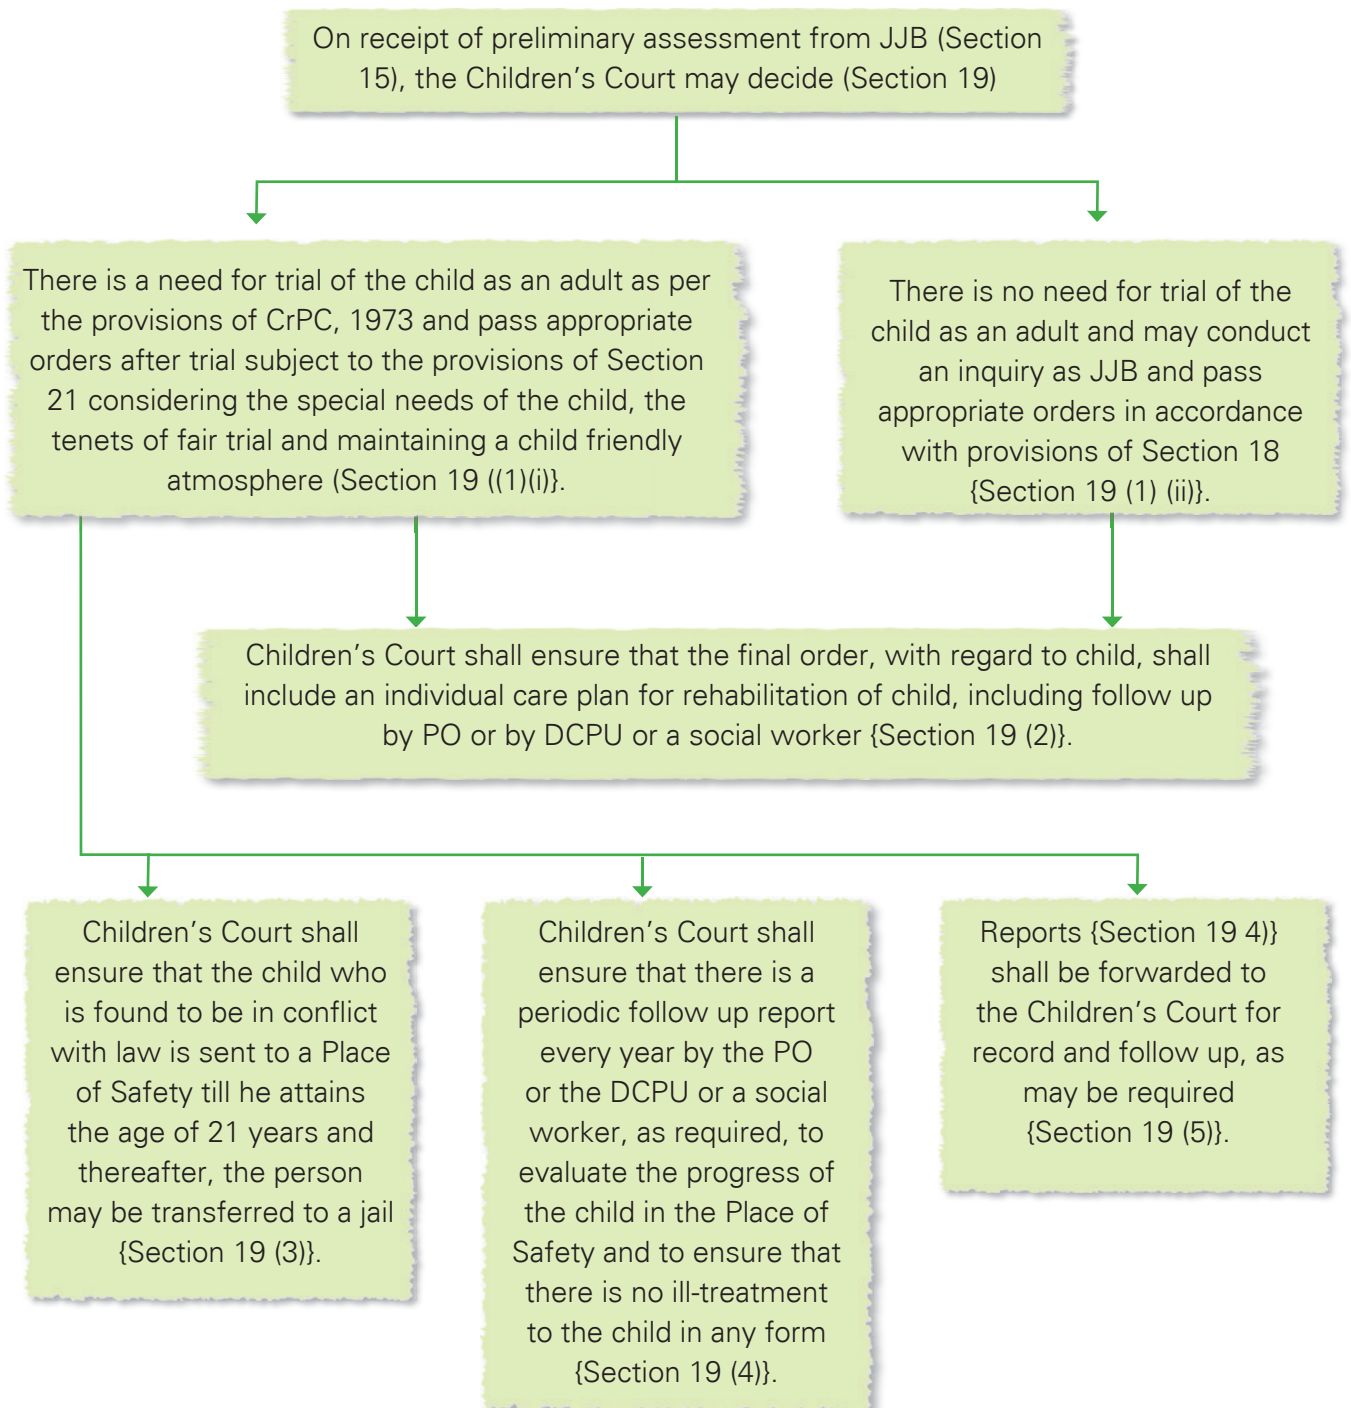 On receipt of preliminary assessment from JJB (Section
15), the Children's Court may decide (Section 19)
There is a need for trial of the child as an adult as per
the provisions of CrPC, 1973 and pass appropriate
orders after trial subject to the provisions of Section
21 considering the special needs of the child, the
tenets of fair trial and maintaining a child friendly
atmosphere (Section 19 ((1)(i)}.
There is no need for trial of the
child as an adult and may conduct
an inquiry as JJB and pass
appropriate orders in accordance
with provisions of Section 18
{Section 19 (1) (ii)}.
Children's Court shall ensure that the final order, with regard to child, shall
include an individual care plan for rehabilitation of child, including follow up
by PO or by DCPU or a social worker {Section 19 (2)}.
Children's Court shall
ensure that the child who
is found to be in conflict
with law is sent to a Place
of Safety till he attains
the age of 21 years and
thereafter, the person
may be transferred to a jail
{Section 19 (3)}.
Children's Court shall
ensure that there is a
periodic follow up report
every year by the PO
or the DCPU or a social
worker, as required, to
evaluate the progress of
the child in the Place of
Safety and to ensure that
there is no ill-treatment
to the child in any form
{Section 19 (4)}.
Reports {Section 19 4)}
shall be forwarded to
the Children's Court for
record and follow up, as
may be required
{Section 19 (5)}.